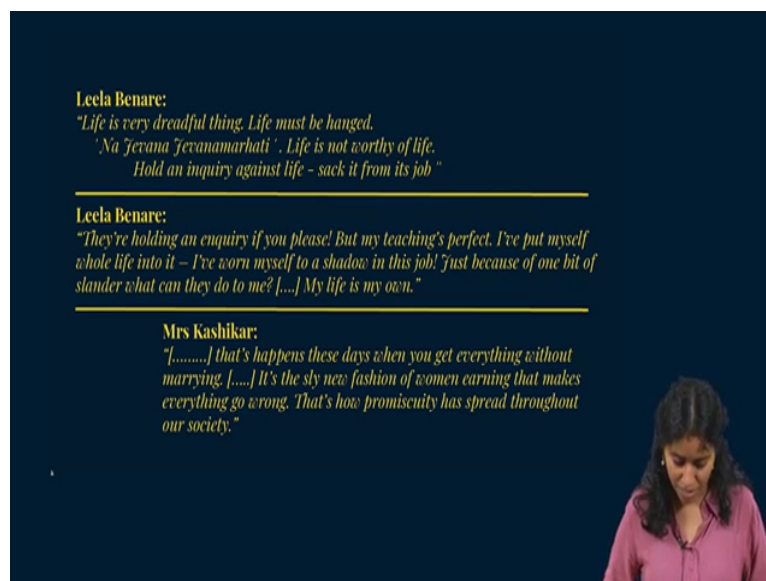 Leela Benare:
"Life is very dreadful thing. Life must be hanged.
'Na Jevana Jevanamarhati'. Life is not worthy of life.
Hold an inquiry against life - sack it from its job"
Leela Benare:
"They're holding an enquiry if you please! But my teaching's perfect. I've put myself
whole life into it – I've worn myself to a shadow in this job! Just because of one bit of
slander what can they do to me? [....] My life is my own."
Mrs Kashikar:
"[.........] that's happens these days when you get everything without
marrying. [.....] It's the sly new fashion of women earning that makes
everything go wrong. That's how promiscuity has spread throughout
our society."